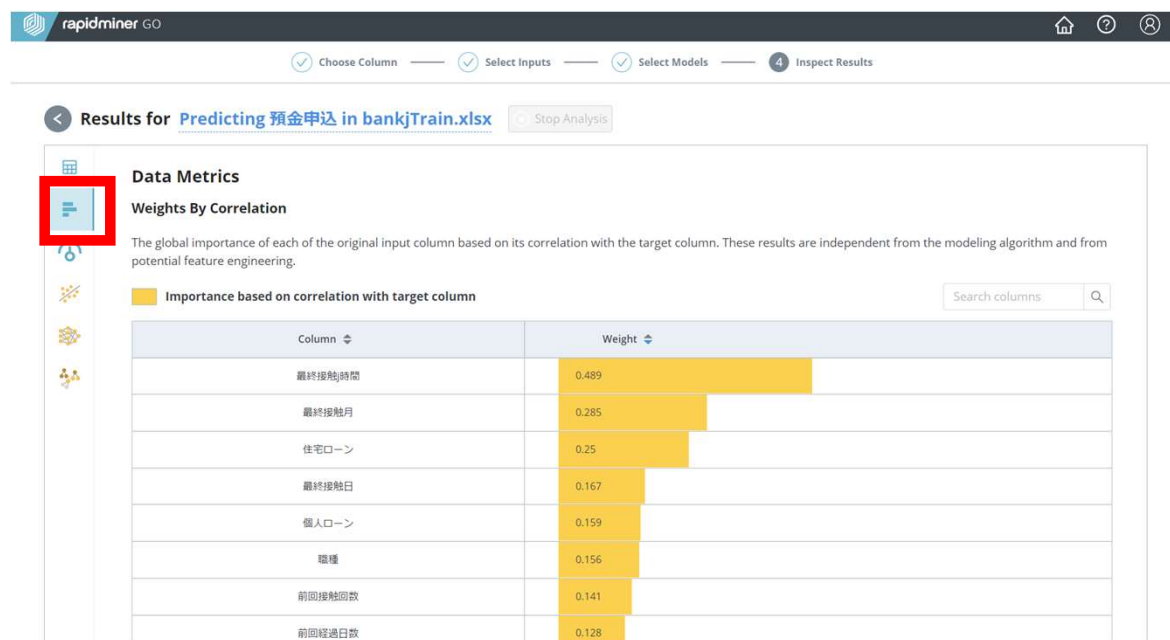 rapidminer GO
Choose Column Select Inputs Select Models 4 Inspect Results
Results for Predicting 預金申込 in bankjTrain.xlsx Stop Analysis
Data Metrics
Weights By Correlation
The global importance of each of the original input column based on its correlation with the target column. These results are independent from the modeling algorithm and from
potential feature engineering.
Importance based on correlation with target column Search columns
Column Weight
最終接触j時間 0.489
最終接触月 0.285
住宅ローン 0.25
最終接触日 0.167
個人ローン 0.159
職種 0.156
前回接触回数 0.141
前回経過日数 0.128